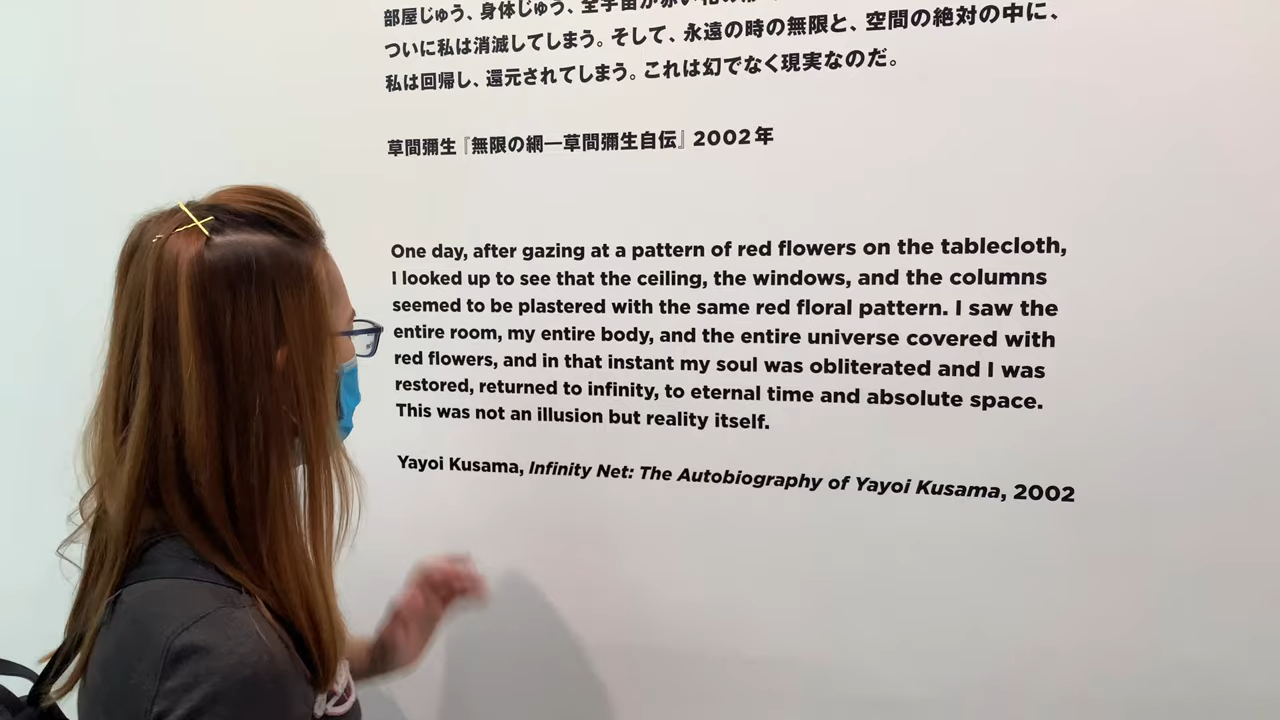 部屋じゅう、身体じゅう、全宇宙が赤い花の
ついに私は消滅してしまう。そして、永遠の時の無限と、空間の絶対の中に、
私は回帰し、還元されてしまう。これは幻でなく現実なのだ。
草間彌生『無限の網—草間彌生自伝』2002年
One day, after gazing at a pattern of red flowers on the tablecloth,
I looked up to see that the ceiling, the windows, and the columns
seemed to be plastered with the same red floral pattern. I saw the
entire room, my entire body, and the entire universe covered with
red flowers, and in that instant my soul was obliterated and I was
restored, returned to infinity, to eternal time and absolute space.
This was not an illusion but reality itself.
Yayoi Kusama, Infinity Net: The Autobiography of Yayoi Kusama, 2002